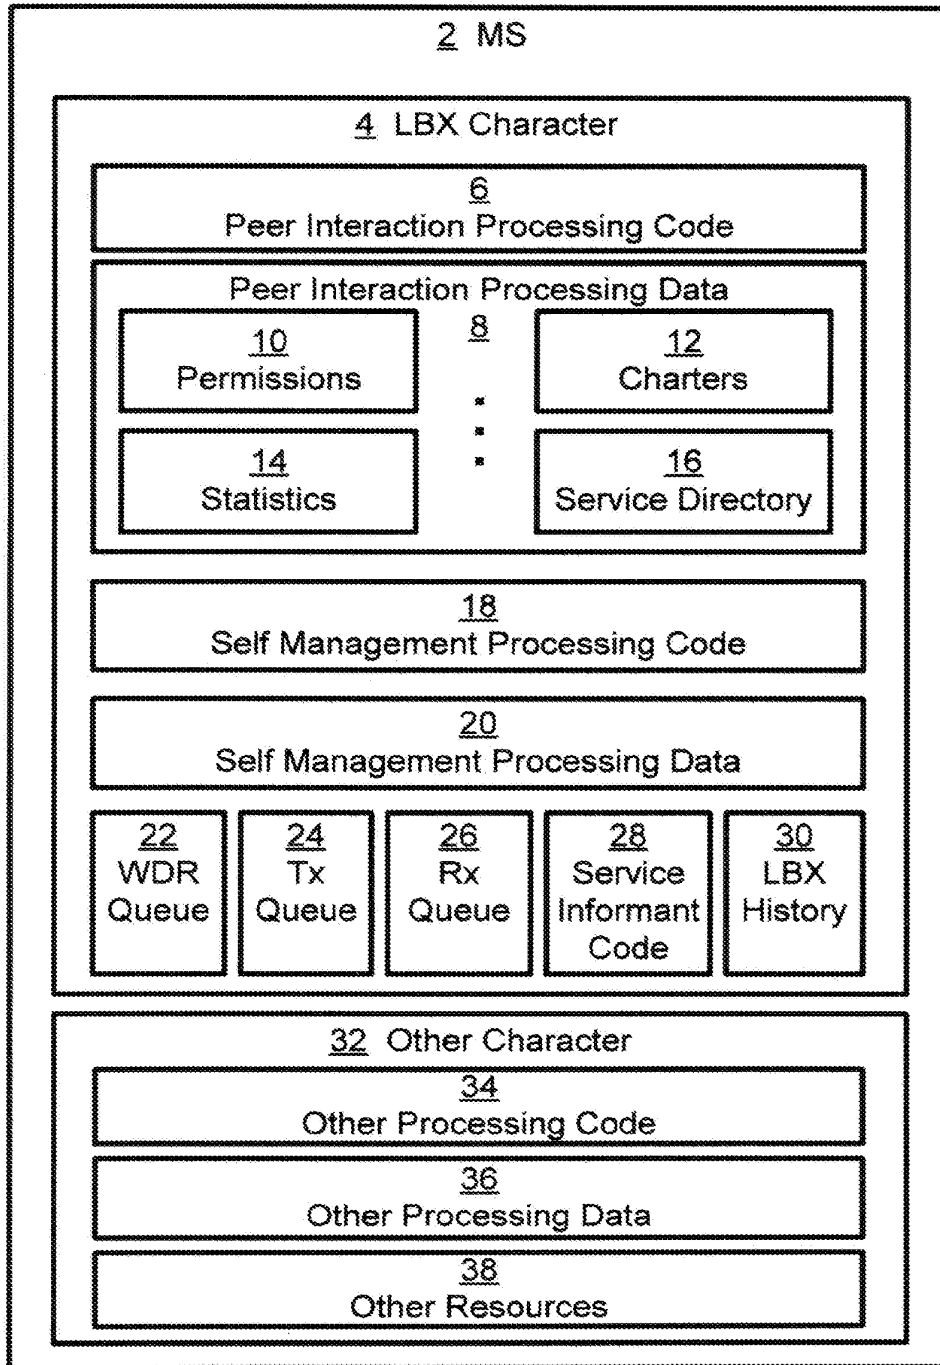 2 MS
4 LBX Character
6
Peer Interaction Processing Code
Peer Interaction Processing Data
8
10
Permissions
12
Charters
14
Statistics
16
Service Directory
18
Self Management Processing Code
20
Self Management Processing Data
22
WDR
Queue
24
Tx
Queue
26
Rx
Queue
28
Service
Informant
Code
30
LBX
History
32 Other Character
34
Other Processing Code
36
Other Processing Data
38
Other Resources